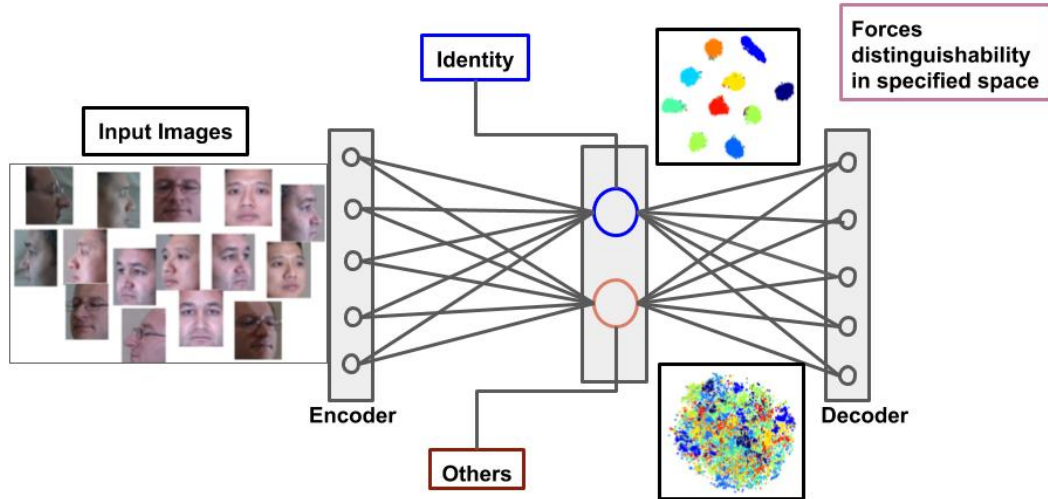 Identity
Forces
distinguishability
in specified space
Input Images
Encoder
Decoder
Others